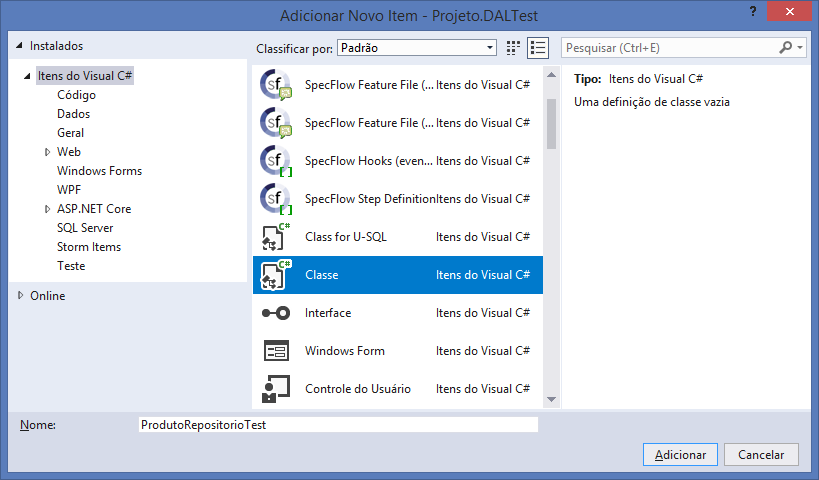 Adicionar Novo Item - Projeto.DALTest
?
Instalados
Classificar por: Padrão
Pesquisar (Ctrl+E)
Itens do Visual C#
Código
Dados
Geral
Web
Windows Forms
WPF
ASP.NET Core
SQL Server
Storm Items
Teste
Online
SpecFlow Feature File (... Itens do Visual C#
SpecFlow Feature File (... Itens do Visual C#
SpecFlow Hooks (even... Itens do Visual C#
SpecFlow Step Definition Itens do Visual C#
Class for U-SQL Itens do Visual C#
Classe Itens do Visual C#
Interface Itens do Visual C#
Windows Form Itens do Visual C#
Controle do Usuário Itens do Visual C#
Tipo: Itens do Visual C#
Uma definição de classe vazia
Nome: ProdutoRepositorioTest
Adicionar Cancelar